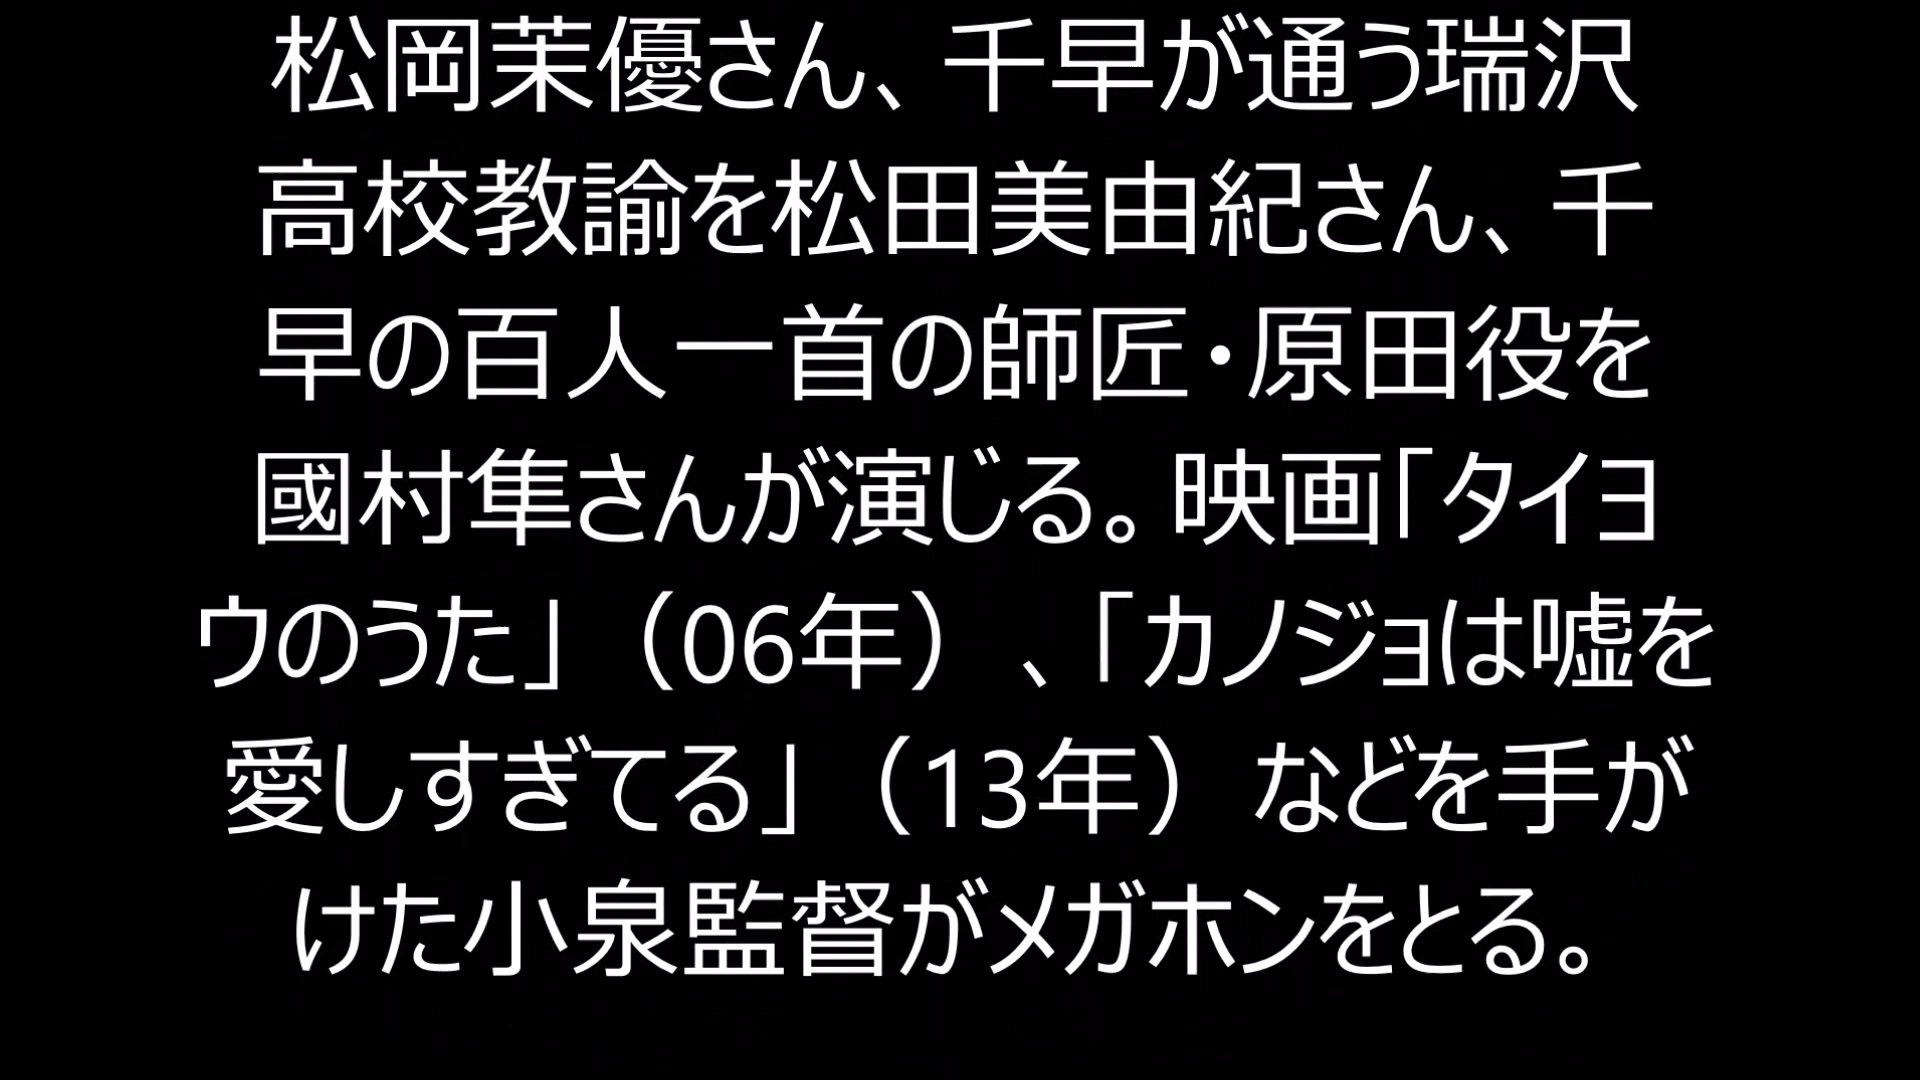 松岡茉優さん、千早が通う瑞沢
高校教諭を松田美由紀さん、千
早の百人一首の師匠・原田役を
國村隼さんが演じる。映画「タイヨ
ウのうた」（06年）、「カノジョは嘘を
愛しすぎてる」（13年）などを手が
けた小泉監督がメガホンをとる。